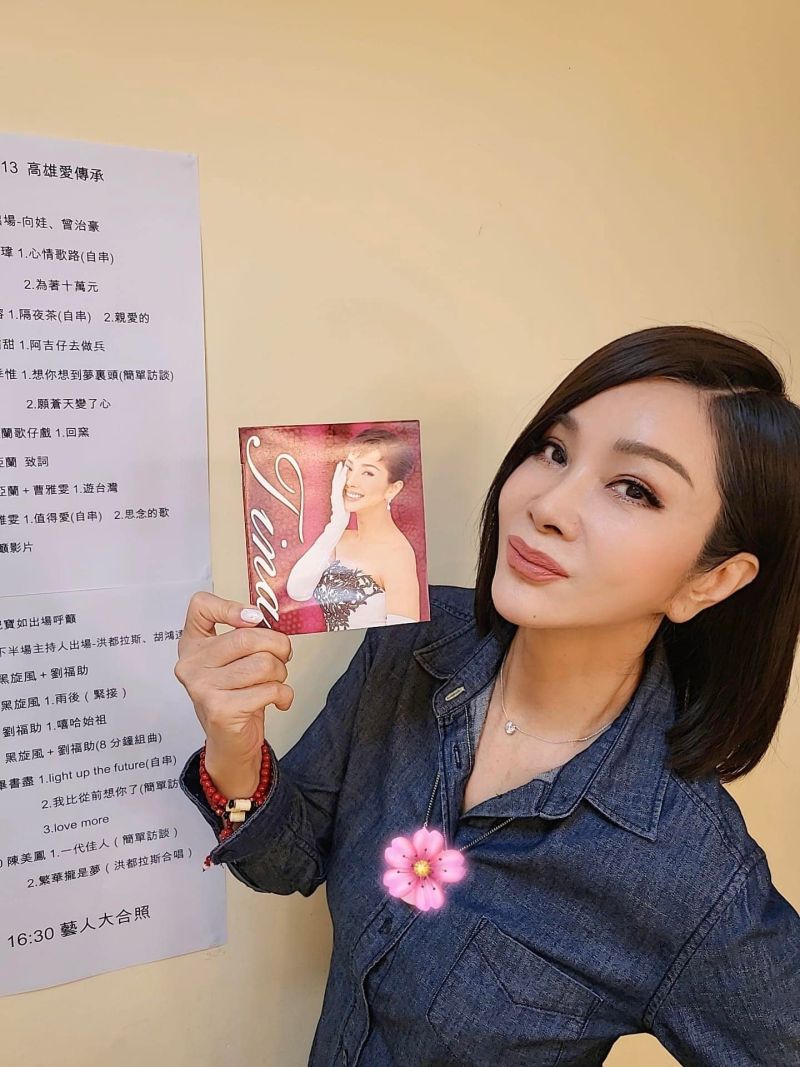 13 高雄愛傳承
場-向娃、曾治豪
瑋 1.心情歌路(自串)
2.為著十萬元
1.隔夜茶(自串) 2.親愛的
甜 1.阿吉仔去做兵
惟 1.想你想到夢裏頭(簡單訪談)
2.願蒼天變了心
蘭歌仔戲 1.回窯
蘭 致詞
蘭 + 曹雅雯 1.遊台灣
雯 1.值得愛(自串) 2.思念的歌
籲影片
寶如出場呼籲
下半場主持人出場-洪都拉斯、胡鴻
黑旋風 + 劉福助
黑旋風 1.雨後 ( 緊接 )
劉福助 1.嘻哈始祖
黑旋風 + 劉福助(8 分鐘組曲)
畢書盡 1.light up the future(自串)
2.我比從前想你了(簡單訪
3.love more
陳美鳳 1.一代佳人 ( 簡單訪談 )
2.繁華攏是夢 ( 洪都拉斯合唱 )
16:30 藝人大合照
Tina